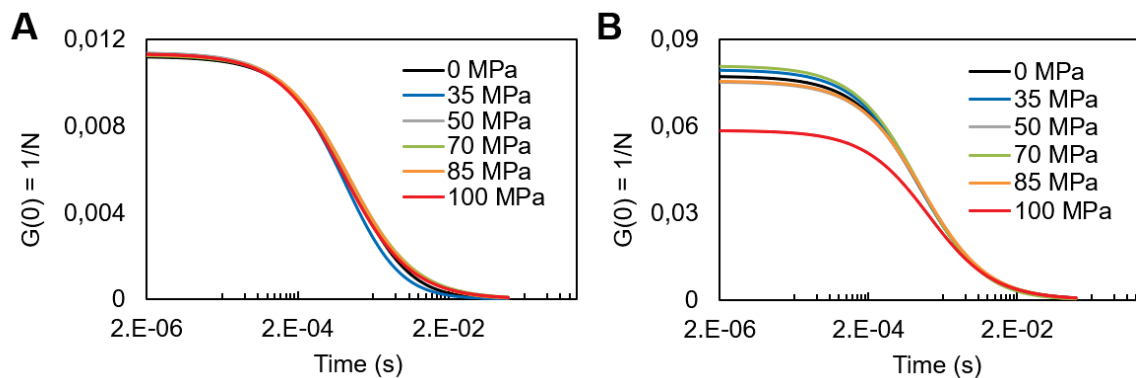 A
G(0) = 1/N
0,012
0,008
0,004
0
2.E-06 2.E-04 2.E-02
Time (s)
0 MPa
35 MPa
50 MPa
70 MPa
85 MPa
100 MPa
B
G(0) = 1/N
0,09
0,06
0,03
0
2.E-06 2.E-04 2.E-02
Time (s)
0 MPa
35 MPa
50 MPa
70 MPa
85 MPa
100 MPa